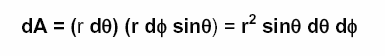 dA = (r dθ) (r dϕ sinθ) = r² sinθ dθ dϕ